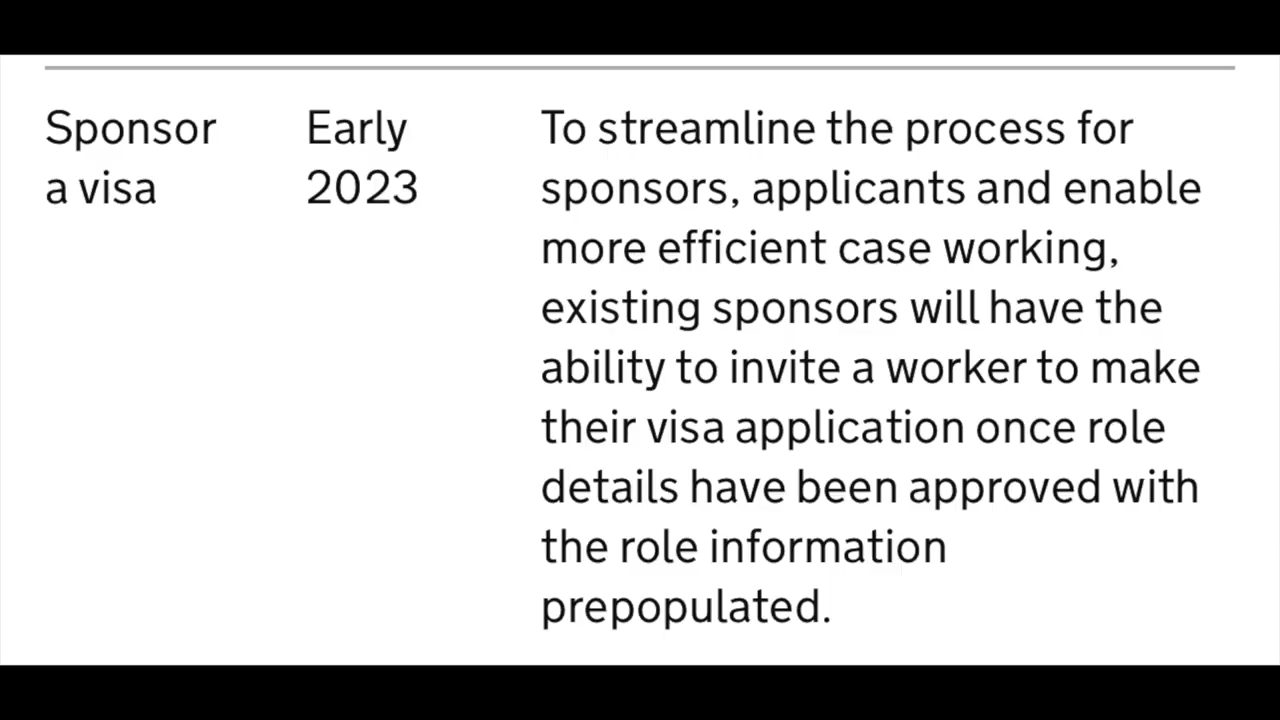 Sponsor
a visa
Early
2023
To streamline the process for
sponsors, applicants and enable
more efficient case working,
existing sponsors will have the
ability to invite a worker to make
their visa application once role
details have been approved with
the role information
prepopulated.